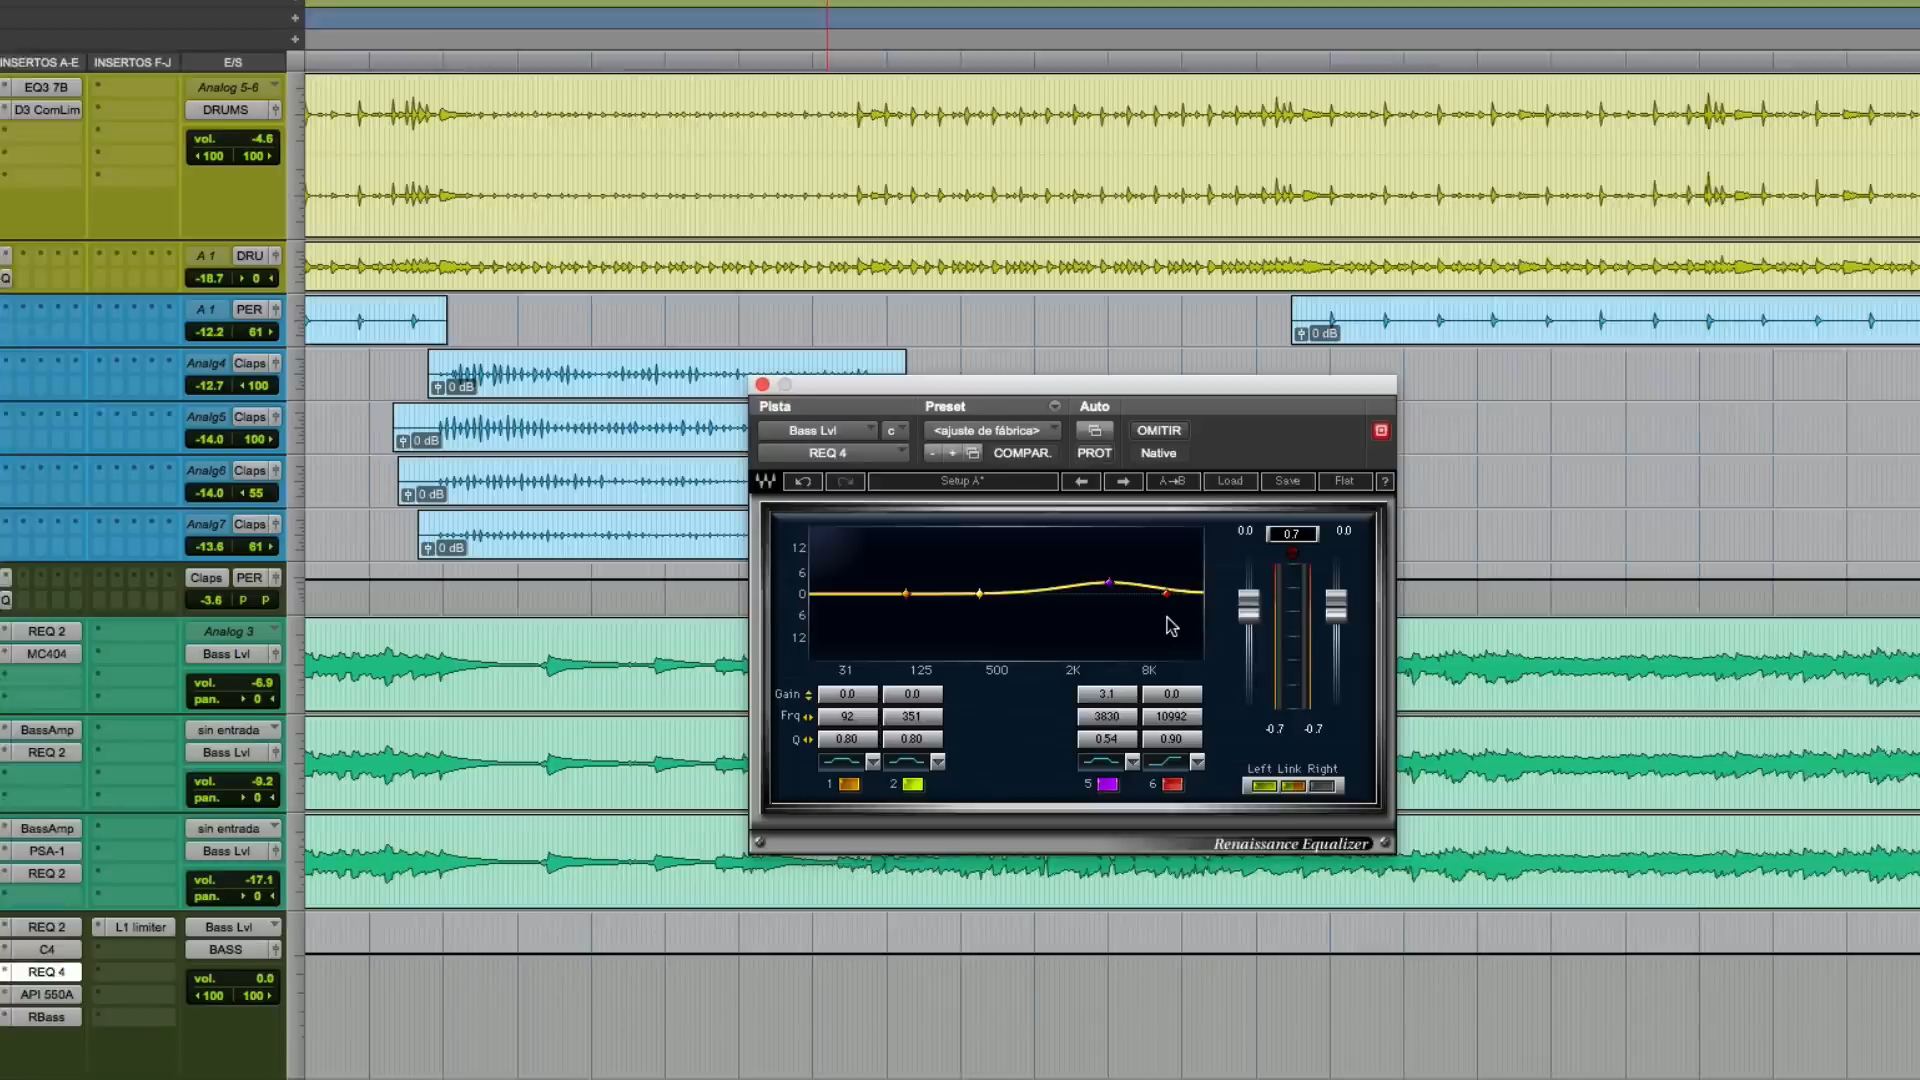 INSERTOS A-E INSERTOS F-J E/S
EQ3 7B Analog 5-6
D3 ComLim DRUMS
vol. -4.6
100 100
A 1 DRU
-18.7 0
A 1 PER
-12.2 61
0 dB
Analg4 Claps
-12.7 100
0 dB
Analg5 Claps
-14.0 100
0 dB
Analg6 Claps
-14.0 55
0 dB
Analg7 Claps
-13.6 61
0 dB
Claps PER
-3.6 P P
REQ 2 Analog 3
MC404 Bass Lvl
vol. -6.9
pan. 0
BassAmp sin entrada
REQ 2 Bass Lvl
vol. -9.2
pan. 0
BassAmp sin entrada
PSA-1 Bass Lvl
REQ 2
vol. -17.1
pan. 0
REQ 2 L1 limiter Bass Lvl
C4 BASS
REQ 4 vol. 0.0
API 550A 100 100
RBass
Pista Preset Auto
Bass Lvl c <ajuste de fábrica> OMITIR
REQ 4 - + COMPAR. PROT Native
Setup A* A→B Load Save Flat ?
0.0 0.7 0.0
12
6
0
6
12
31 125 500 2K 8K
Gain 0.0 0.0 3.1 0.0
Frq 92 351 3830 10992
Q 0.80 0.80 0.54 0.90
1 2 5 6
-0.7 -0.7
Left Link Right
Renaissance Equalizer